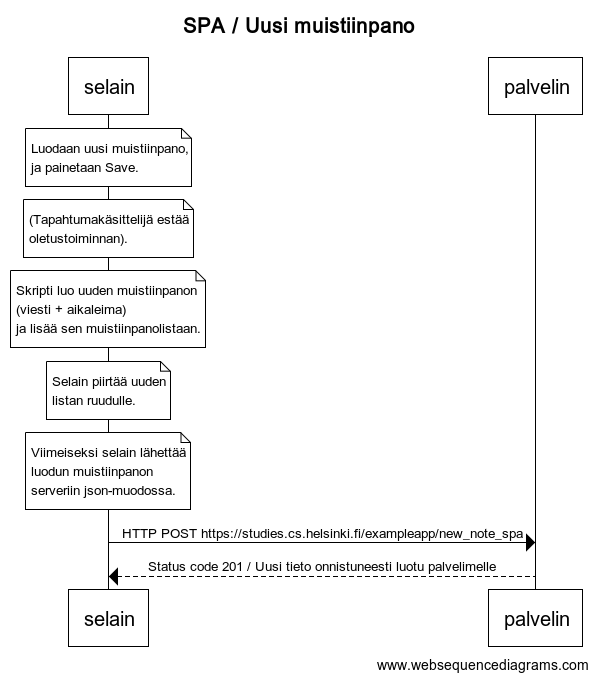 SPA / Uusi muistiinpano
selain
palvelin
Luodaan uusi muistiinpano,
ja painetaan Save.
(Tapahtumakäsittelijä estää
oletustoiminnan).
Skripti luo uuden muistiinpanon
(viesti + aikaleima)
ja lisää sen muistiinpanolistaan.
Selain piirtää uuden
listan ruudulle.
Viimeiseksi selain lähettää
luodun muistiinpanon
serveriin json-muodossa.
HTTP POST https://studies.cs.helsinki.fi/exampleapp/new_note_spa
Status code 201 / Uusi tieto onnistuneesti luotu palvelimelle
selain
palvelin
www.websequencediagrams.com